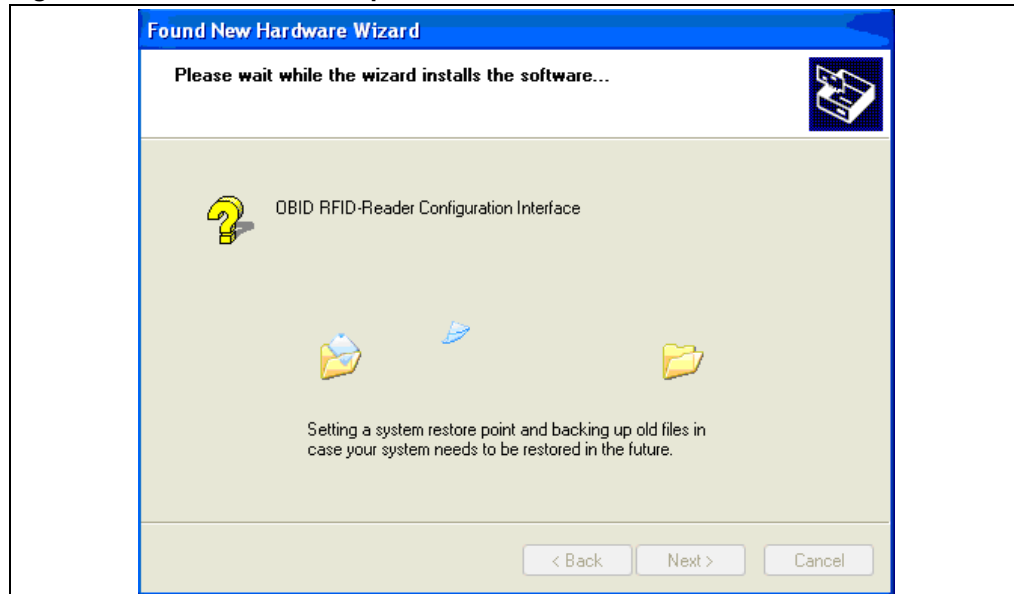 Found New Hardware Wizard
Please wait while the wizard installs the software...
OBID RFID-Reader Configuration Interface
Setting a system restore point and backing up old files in
case your system needs to be restored in the future.
< Back Next > Cancel